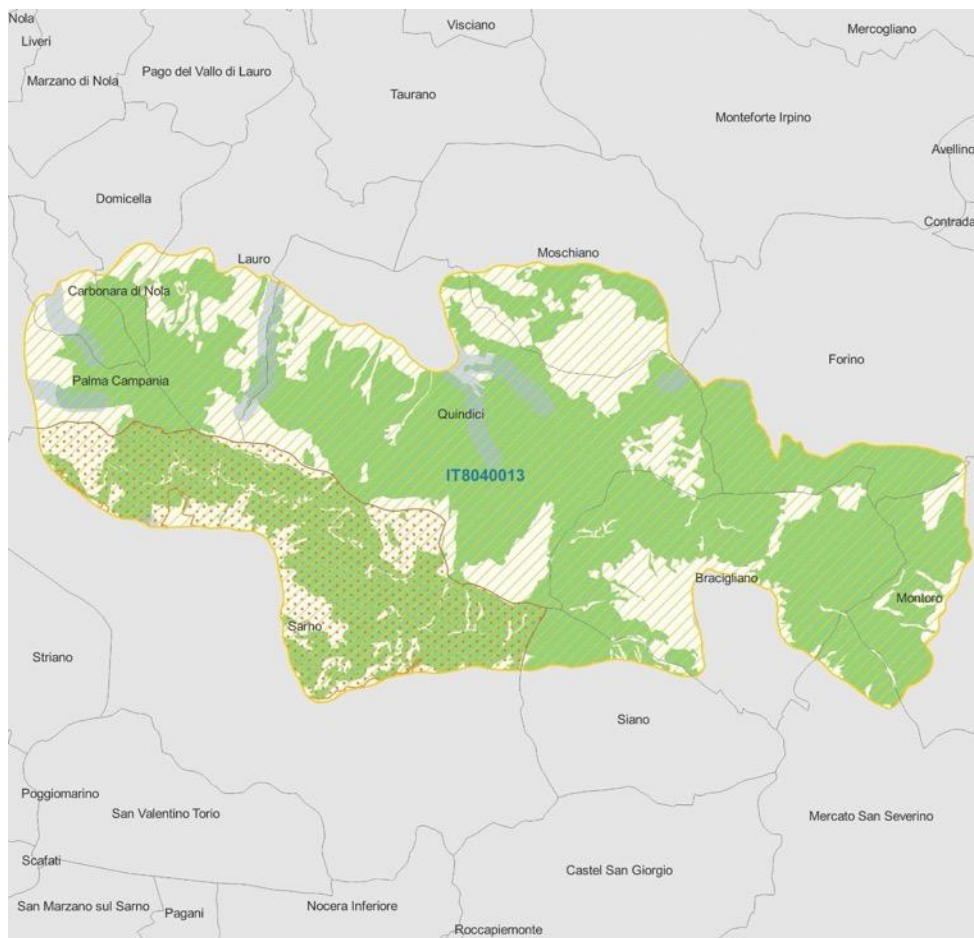 Nola
Visciano
Mercogliano
Liveri
Pago del Vallo di Lauro
Marzano di Nola
Taurano
Monteforte Irpino
Avellino
Domicella
Contrada
Lauro
Moschiano
Carbonara di Nola
Forino
Palma Campania
Quindici
IT8040013
Bracigliano
Montoro
Sarno
Striano
Siano
Poggiomarino
San Valentino Torio
Mercato San Severino
Scafati
Castel San Giorgio
San Marzano sul Sarno
Nocera Inferiore
Pagani
Roccapiemonte